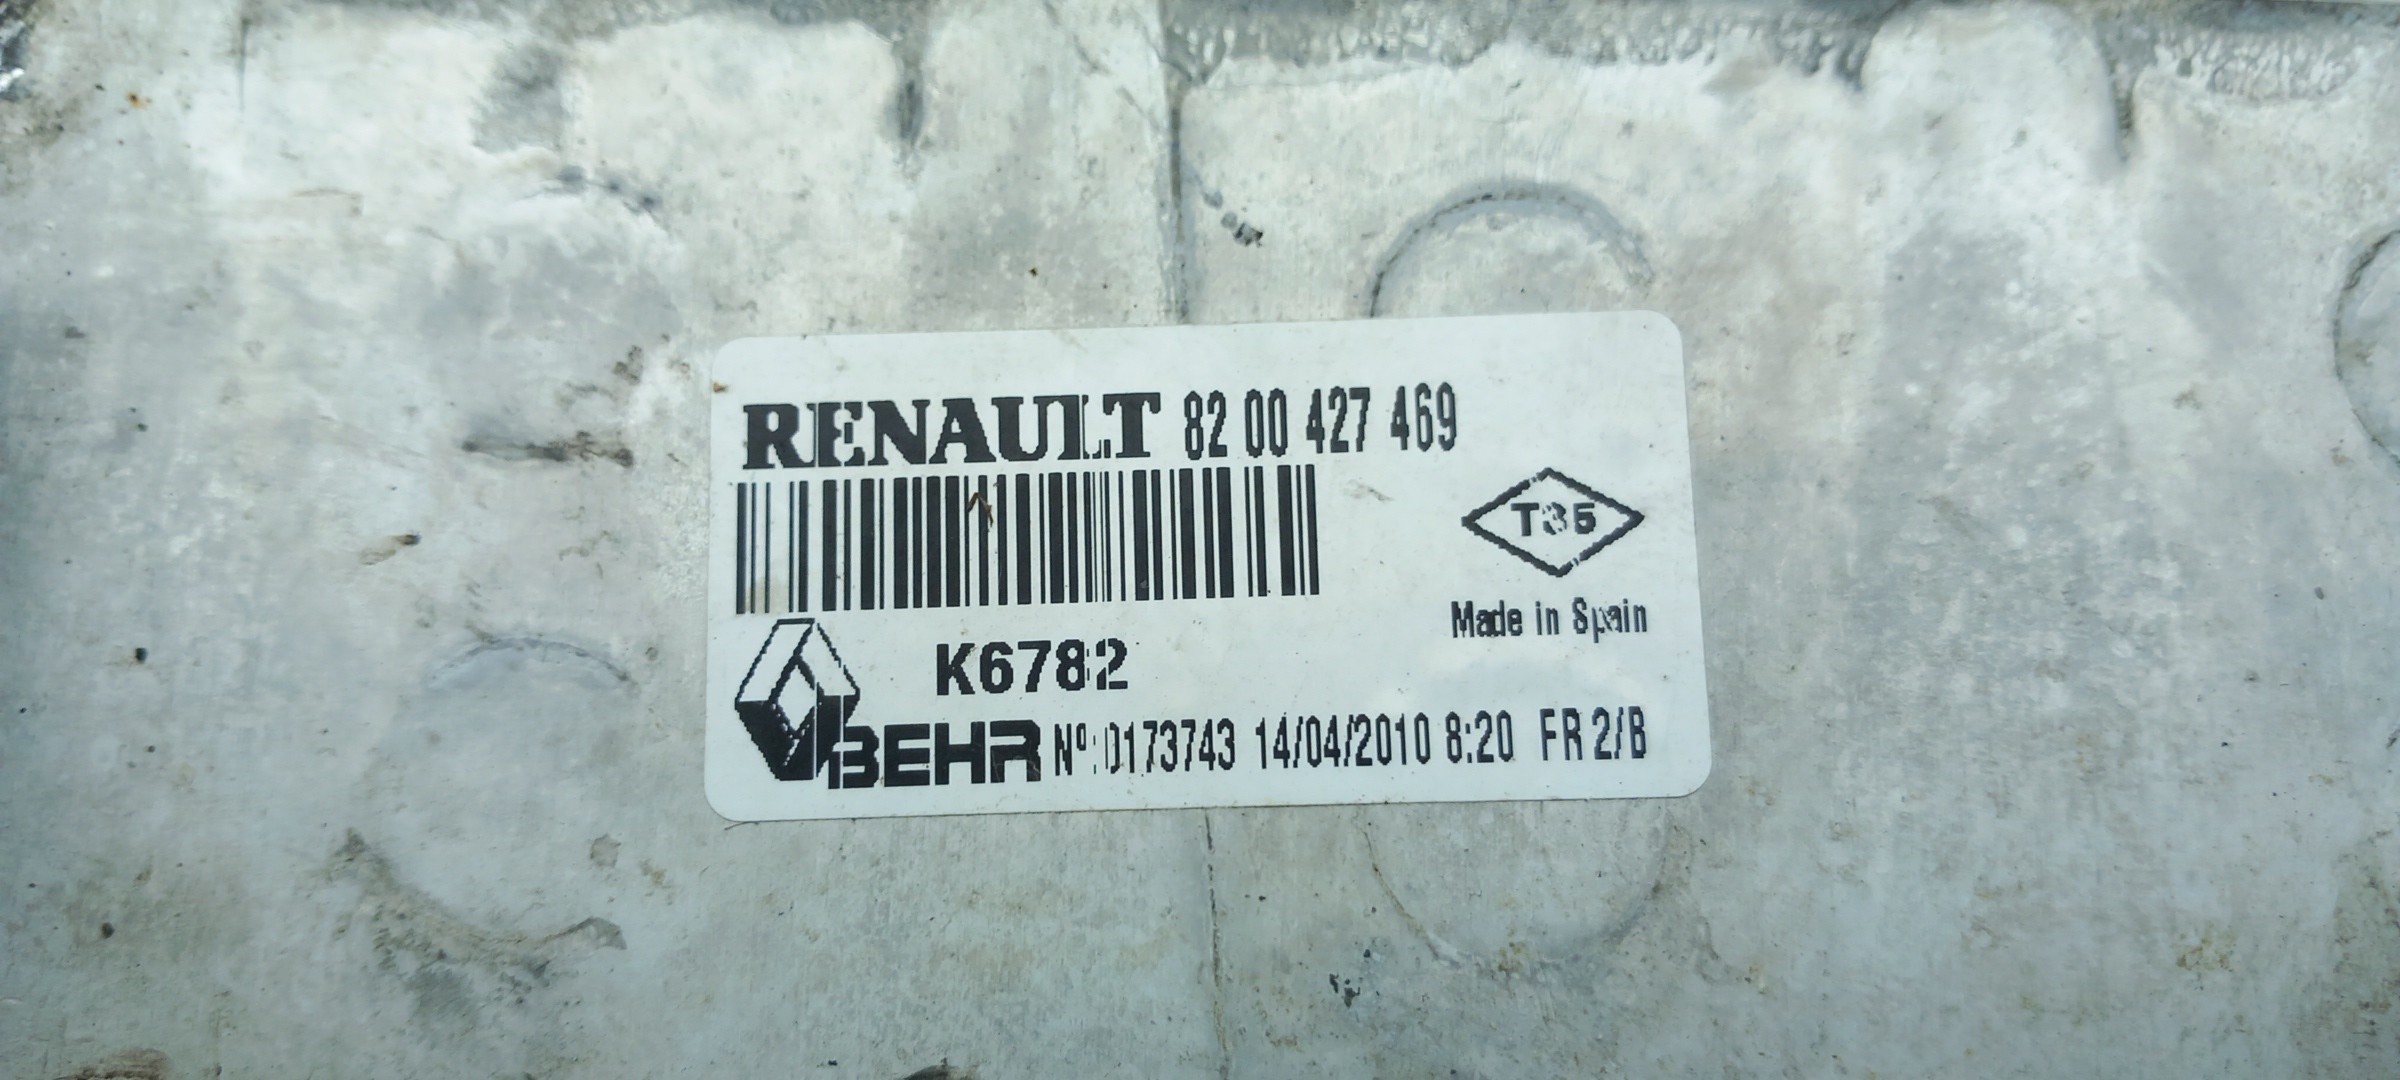 RENAULT 82 00 427 469
T35
Made in Spain
K6782
BEHR Nº:0173743 14/04/2010 8:20 FR 2/B